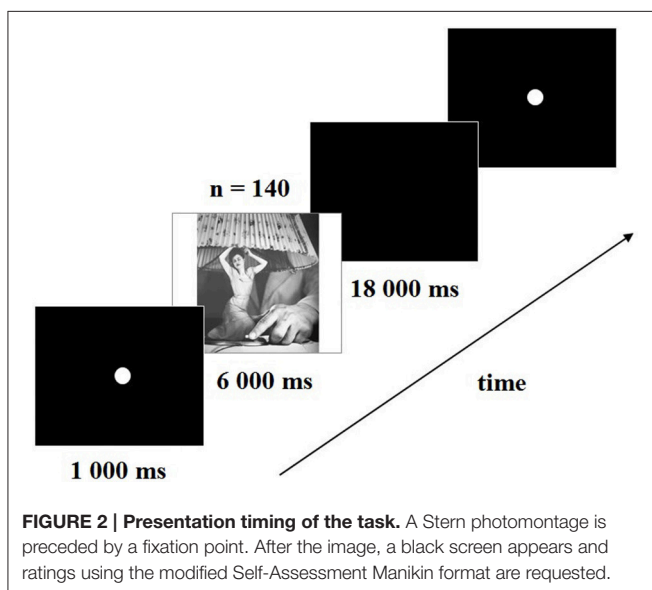 n = 140
18 000 ms
6 000 ms
time
1 000 ms
FIGURE 2 | Presentation timing of the task. A Stern photomontage is
preceded by a fixation point. After the image, a black screen appears and
ratings using the modified Self-Assessment Manikin format are requested.